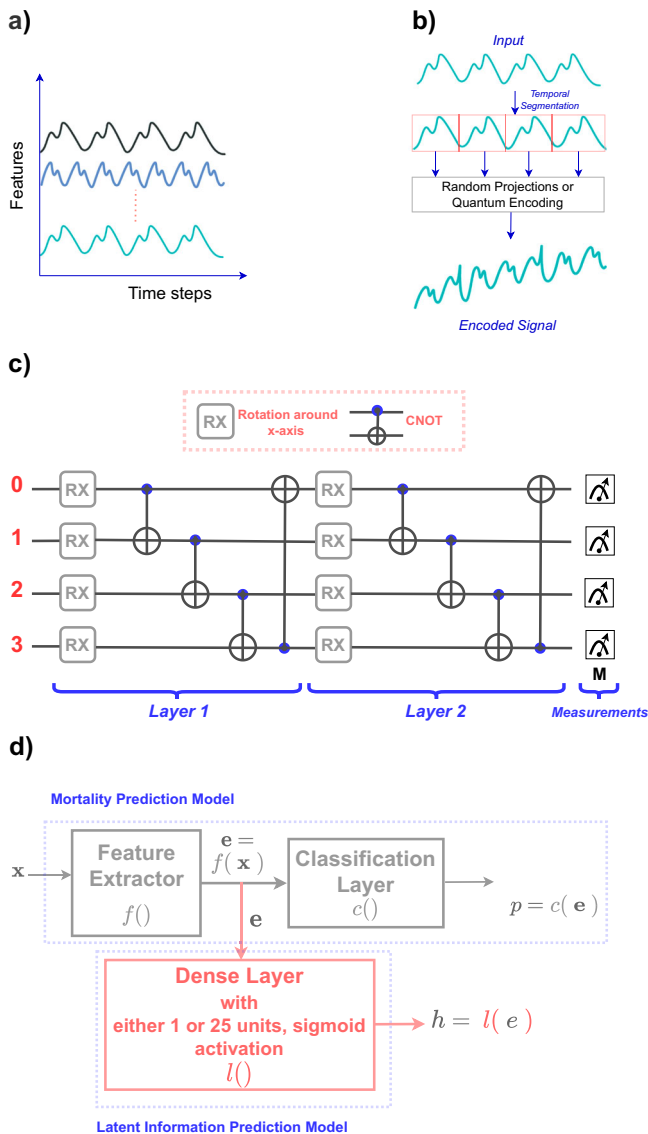 a)
Features
Time steps
b)
Input
Temporal
Segmentation
Random Projections or
Quantum Encoding
Encoded Signal
c)
RX
Rotation around
x-axis
CNOT
0 RX RX
1 RX RX
2 RX RX
3 RX RX
M
Layer 1 Layer 2 Measurements
d)
Mortality Prediction Model
x
Feature
Extractor
f()
e =
f( x )
e
Classification
Layer
c()
p = c( e )
Dense Layer
with
either 1 or 25 units, sigmoid
activation
l()
h = l( e )
Latent Information Prediction Model